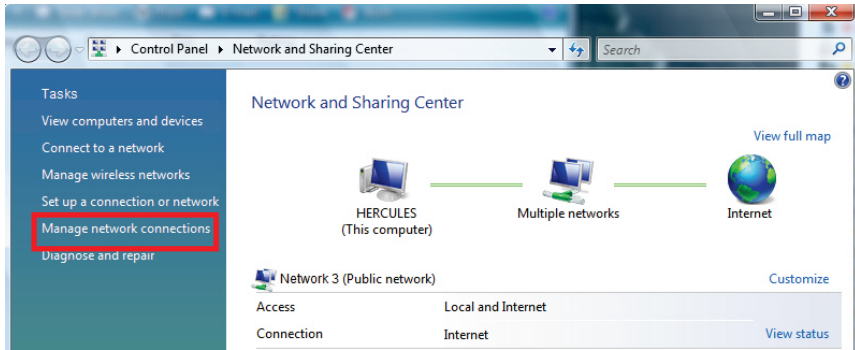 Control Panel ▸ Network and Sharing Center
Search
Tasks
View computers and devices
Connect to a network
Manage wireless networks
Set up a connection or network
Manage network connections
Diagnose and repair
Network and Sharing Center
View full map
HERCULES
(This computer)
Multiple networks
Internet
Network 3 (Public network)
Customize
Access Local and Internet
Connection Internet View status